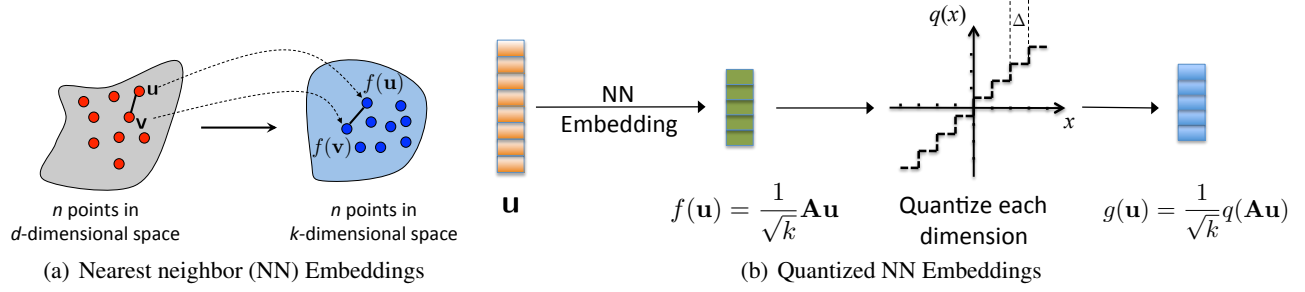 f(u)
u
v
f(v)
n points in
d-dimensional space
n points in
k-dimensional space
(a) Nearest neighbor (NN) Embeddings
u
NN
Embedding
f(u) = 1/√k Au
q(x)
Δ
x
Quantize each
dimension
g(u) = 1/√k q(Au)
(b) Quantized NN Embeddings